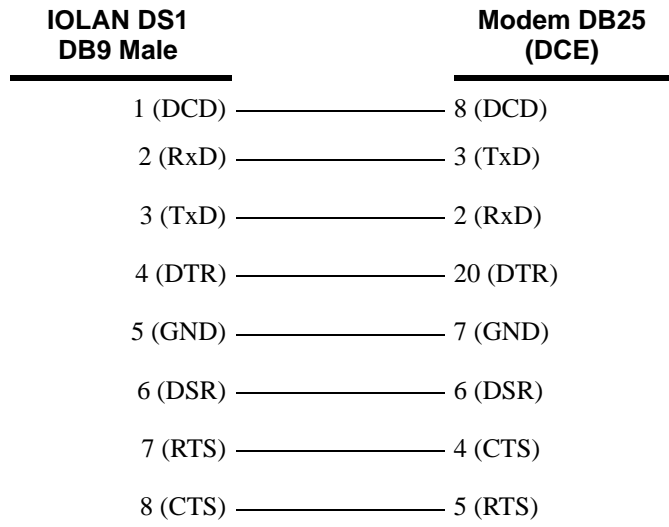 IOLAN DS1
DB9 Male
Modem DB25
(DCE)
1 (DCD) 8 (DCD)
2 (RxD) 3 (TxD)
3 (TxD) 2 (RxD)
4 (DTR) 20 (DTR)
5 (GND) 7 (GND)
6 (DSR) 6 (DSR)
7 (RTS) 4 (CTS)
8 (CTS) 5 (RTS)